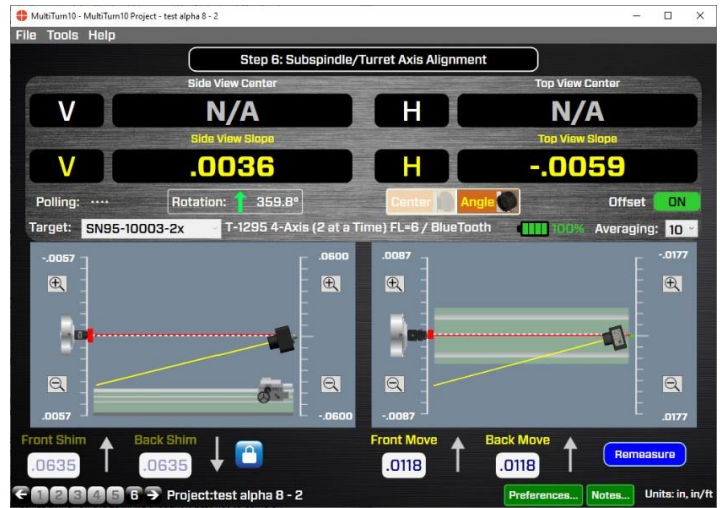 MultiTurn10 - MultiTurn10 Project - test alpha 8 - 2
File Tools Help
Step 6: Subspindle/Turret Axis Alignment
Side View Center Top View Center
V N/A H N/A
Side View Slope Top View Slope
V .0036 H -.0059
Polling: ···· Rotation: 359.8° Center Angle Offset ON
Target: SN95-10003-2x T-1295 4-Axis (2 at a Time) FL=6 / BlueTooth 100% Averaging: 10
-.0057 .0600 .0087 -.0177
.0057 -.0600 -.0087 .0177
Front Shim Back Shim Front Move Back Move
.0635 .0635 .0118 .0118 Remeasure
1 2 3 4 5 6 Project:test alpha 8 - 2 Preferences... Notes... Units: in, in/ft